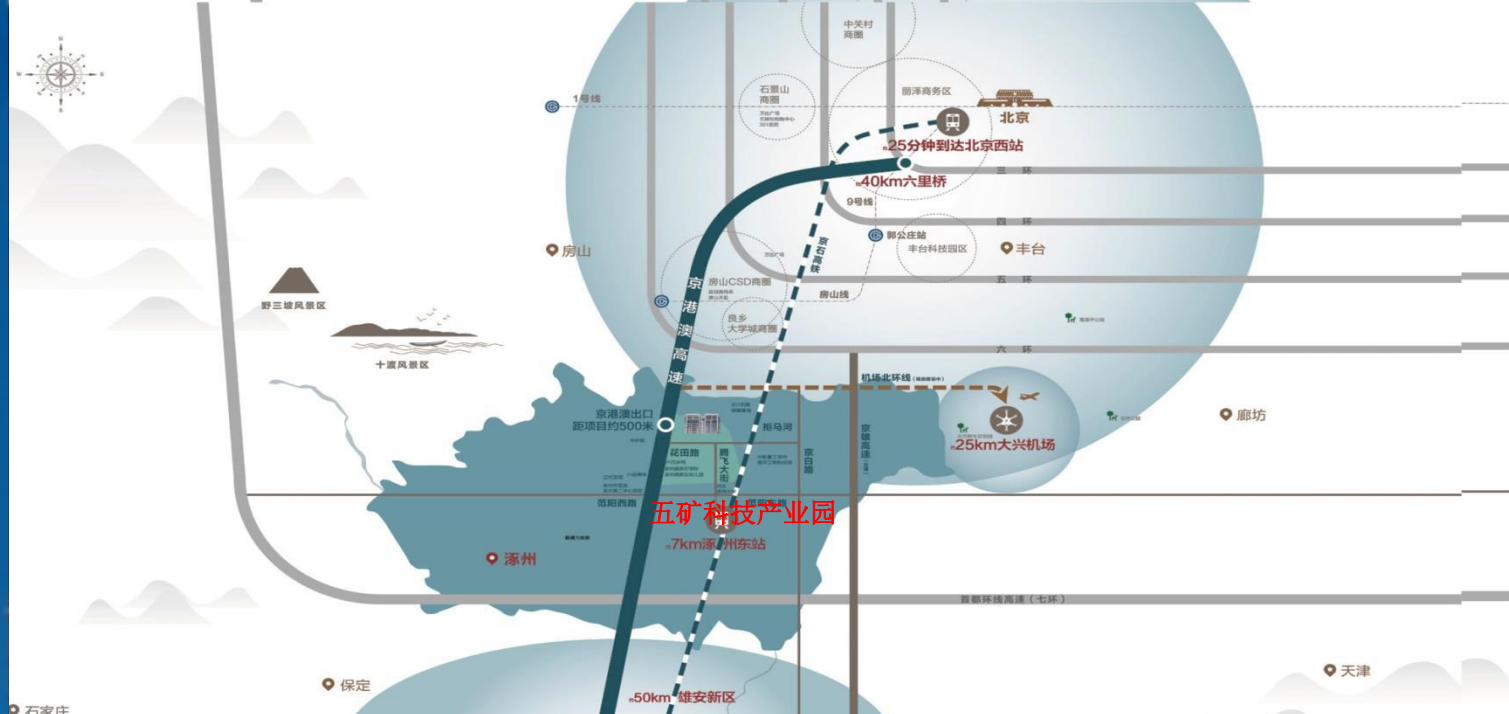 中关村
商圈
石景山
商圈
丽泽商务区
1号线
北京
约25分钟到达北京西站
约40km六里桥
三 环
9号线
四 环
郭公庄站
丰台科技园区
丰台
房山
京石高铁
房山CSD商圈
五 环
房山线
京港澳高速
良乡
大学城商圈
野三坡风景区
十渡风景区
六 环
机场北环线
京港澳出口
距项目约500米
拒马河
廊坊
花田路
腾飞大街
京白路
京雄高速
约25km大兴机场
范阳西路
范阳东路
五矿科技产业园
约7km涿州东站
涿州
首都环线高速（七环）
保定
天津
约50km 雄安新区
石家庄